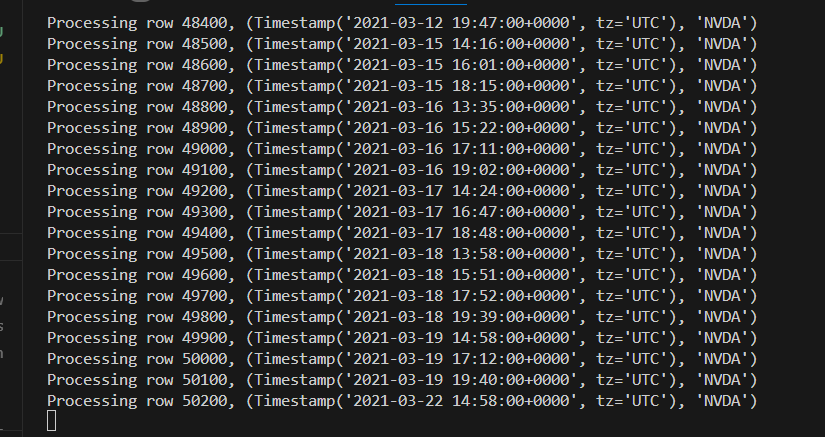 Processing row 48400, (Timestamp('2021-03-12 19:47:00+0000', tz='UTC'), 'NVDA')
Processing row 48500, (Timestamp('2021-03-15 14:16:00+0000', tz='UTC'), 'NVDA')
Processing row 48600, (Timestamp('2021-03-15 16:01:00+0000', tz='UTC'), 'NVDA')
Processing row 48700, (Timestamp('2021-03-15 18:15:00+0000', tz='UTC'), 'NVDA')
Processing row 48800, (Timestamp('2021-03-16 13:35:00+0000', tz='UTC'), 'NVDA')
Processing row 48900, (Timestamp('2021-03-16 15:22:00+0000', tz='UTC'), 'NVDA')
Processing row 49000, (Timestamp('2021-03-16 17:11:00+0000', tz='UTC'), 'NVDA')
Processing row 49100, (Timestamp('2021-03-16 19:02:00+0000', tz='UTC'), 'NVDA')
Processing row 49200, (Timestamp('2021-03-17 14:24:00+0000', tz='UTC'), 'NVDA')
Processing row 49300, (Timestamp('2021-03-17 16:47:00+0000', tz='UTC'), 'NVDA')
Processing row 49400, (Timestamp('2021-03-17 18:48:00+0000', tz='UTC'), 'NVDA')
Processing row 49500, (Timestamp('2021-03-18 13:58:00+0000', tz='UTC'), 'NVDA')
Processing row 49600, (Timestamp('2021-03-18 15:51:00+0000', tz='UTC'), 'NVDA')
Processing row 49700, (Timestamp('2021-03-18 17:52:00+0000', tz='UTC'), 'NVDA')
Processing row 49800, (Timestamp('2021-03-18 19:39:00+0000', tz='UTC'), 'NVDA')
Processing row 49900, (Timestamp('2021-03-19 14:58:00+0000', tz='UTC'), 'NVDA')
Processing row 50000, (Timestamp('2021-03-19 17:12:00+0000', tz='UTC'), 'NVDA')
Processing row 50100, (Timestamp('2021-03-19 19:40:00+0000', tz='UTC'), 'NVDA')
Processing row 50200, (Timestamp('2021-03-22 14:58:00+0000', tz='UTC'), 'NVDA')